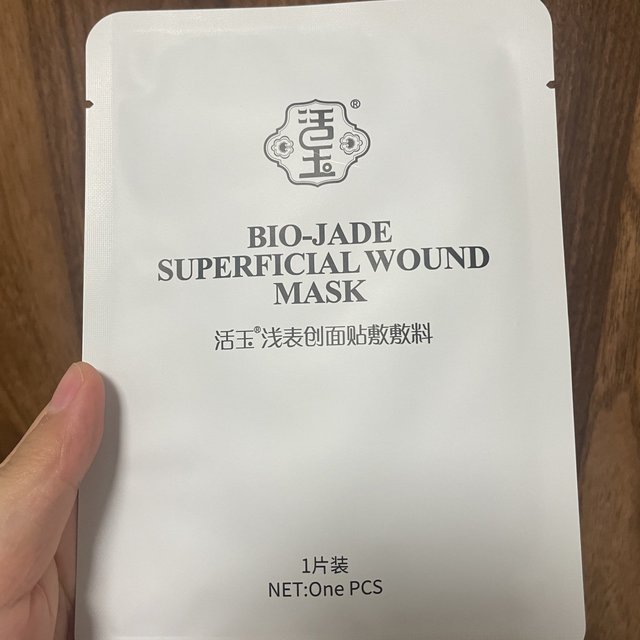 活玉®
BIO-JADE
SUPERFICIAL WOUND
MASK
活玉®浅表创面贴敷敷料
1片装
NET:One PCS